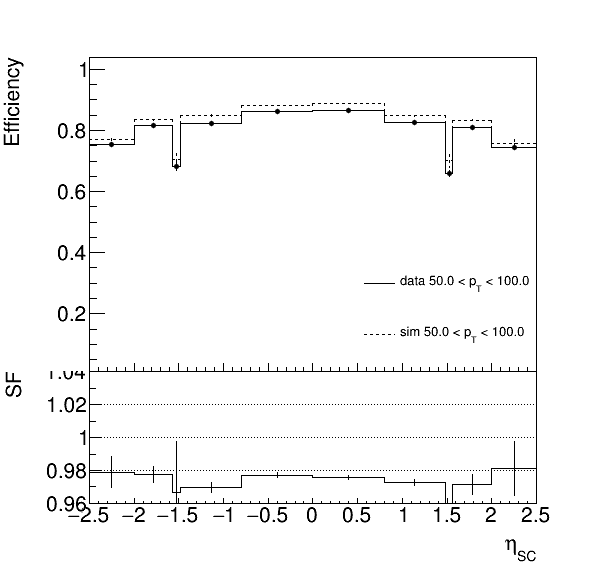 Efficiency
1
0.8
0.6
0.4
0.2
data 50.0 < p_T < 100.0
sim 50.0 < p_T < 100.0
SF
1.04
1.02
1
0.98
0.96
−2.5 −2 −1.5 −1 −0.5 0 0.5 1 1.5 2 2.5
η_SC